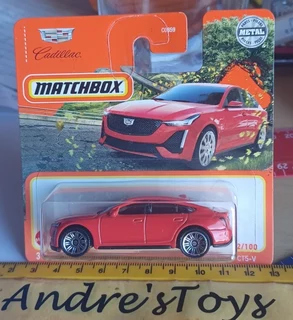 Cadillac
METAL
MATCHBOX
2/100
CT5-V
Andre'sToys